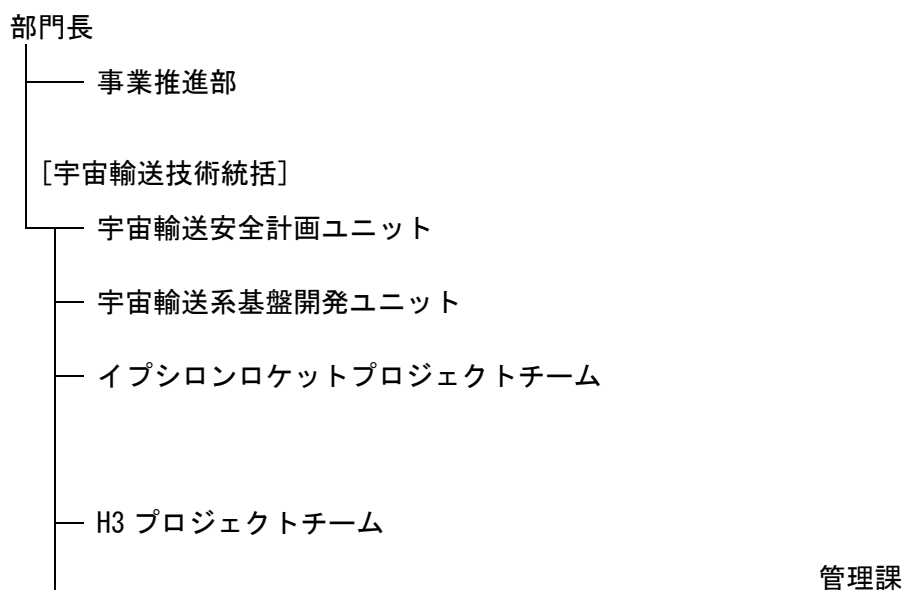 部門長
事業推進部
[宇宙輸送技術統括]
宇宙輸送安全計画ユニット
宇宙輸送系基盤開発ユニット
イプシロンロケットプロジェクトチーム
H3 プロジェクトチーム
管理課